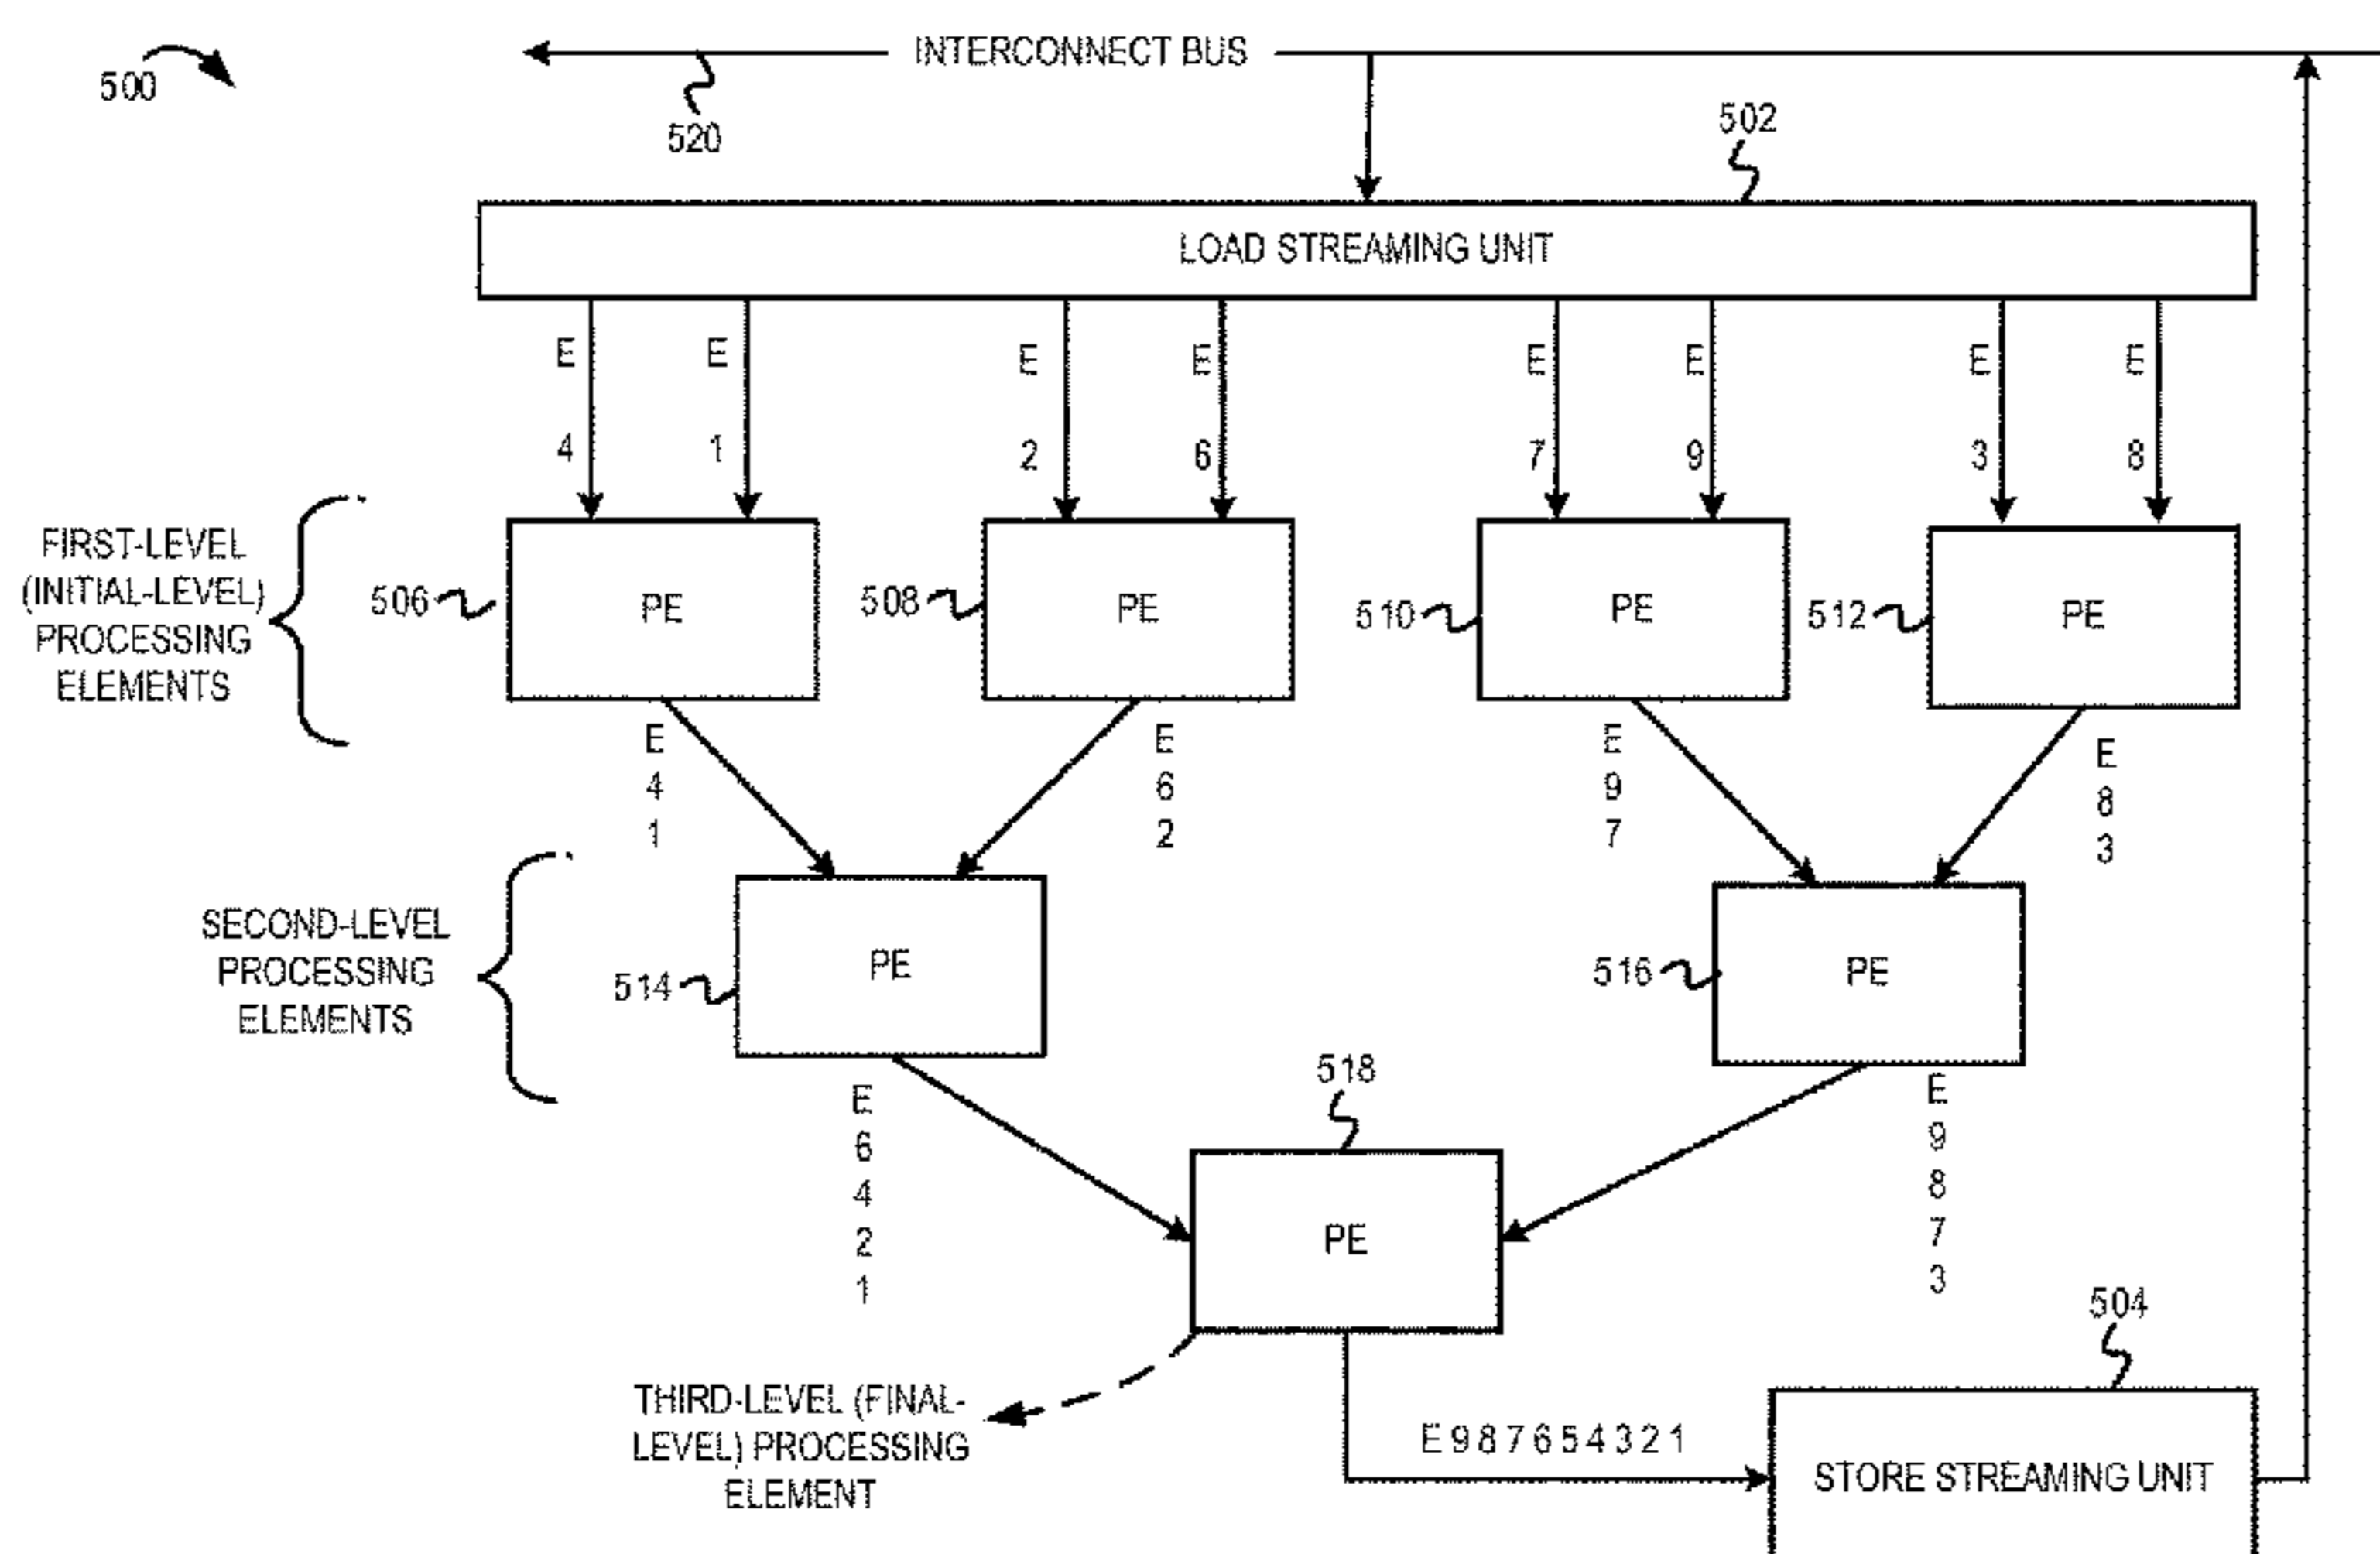 500
INTERCONNECT BUS
520
502
LOAD STREAMING UNIT
E E E E E E E E
4 1 2 6 7 9 3 8
FIRST-LEVEL
(INITIAL-LEVEL)
PROCESSING
ELEMENTS
506 PE
508 PE
510 PE
512 PE
E
4
1
E
6
2
E
9
7
E
8
3
SECOND-LEVEL
PROCESSING
ELEMENTS
514 PE
516 PE
E
6
4
2
1
518
PE
E
9
8
7
3
THIRD-LEVEL (FINAL-
LEVEL) PROCESSING
ELEMENT
E 9 8 7 6 5 4 3 2 1
504
STORE STREAMING UNIT